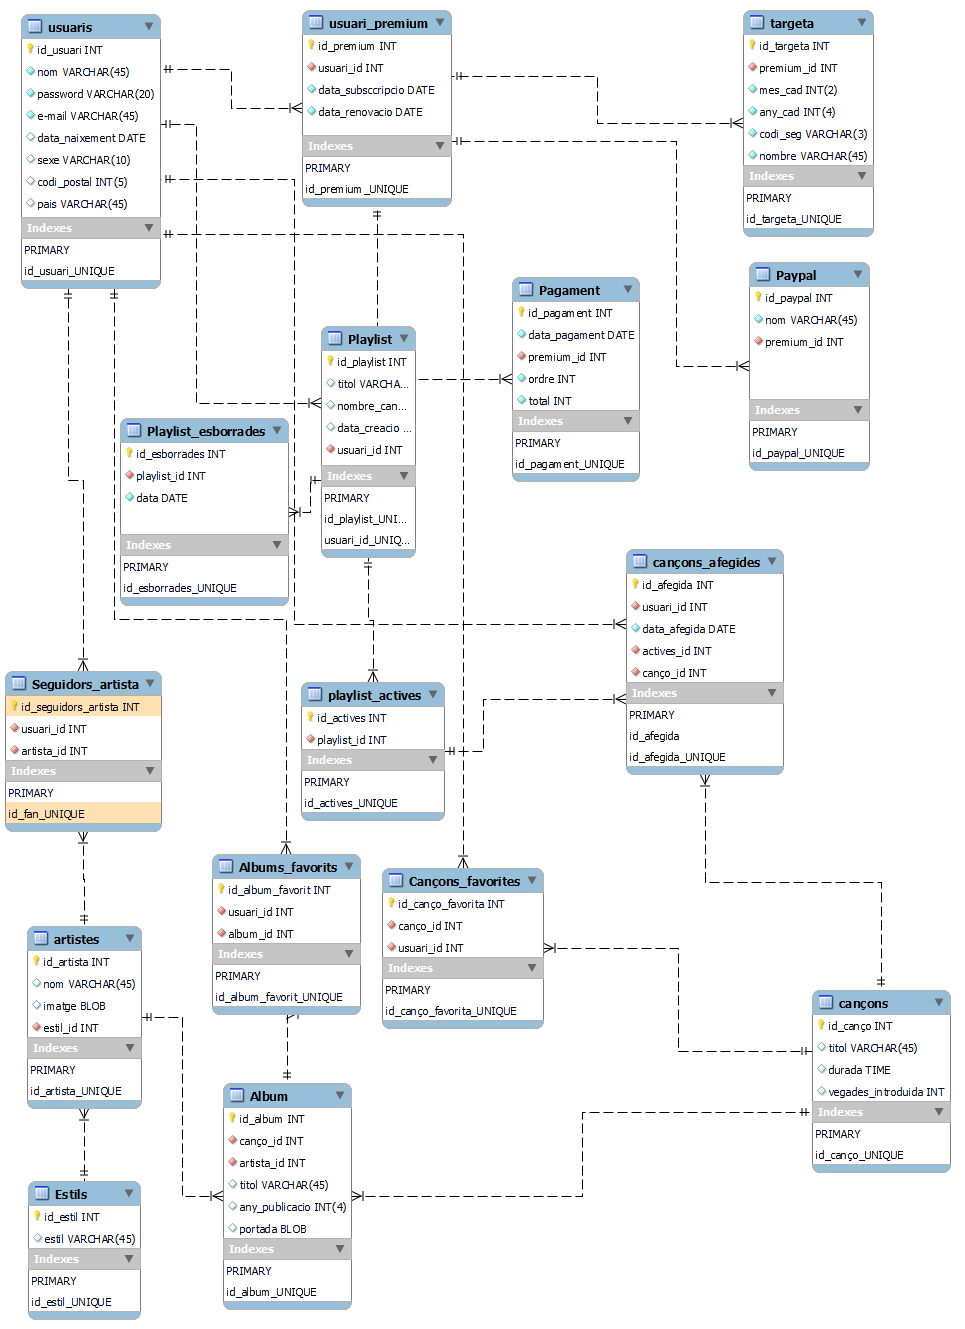 usuaris
id_usuari INT
nom VARCHAR(45)
password VARCHAR(20)
e-mail VARCHAR(45)
data_naixement DATE
sexe VARCHAR(10)
codi_postal INT(5)
pais VARCHAR(45)
Indexes
PRIMARY
id_usuari_UNIQUE
usuari_premium
id_premium INT
usuari_id INT
data_subsccripcio DATE
data_renovacio DATE
Indexes
PRIMARY
id_premium_UNIQUE
targeta
id_targeta INT
premium_id INT
mes_cad INT(2)
any_cad INT(4)
codi_seg VARCHAR(3)
nombre VARCHAR(45)
Indexes
PRIMARY
id_targeta_UNIQUE
Paypal
id_paypal INT
nom VARCHAR(45)
premium_id INT
Indexes
PRIMARY
id_paypal_UNIQUE
Pagament
id_pagament INT
data_pagament DATE
premium_id INT
ordre INT
total INT
Indexes
PRIMARY
id_pagament_UNIQUE
Playlist
id_playlist INT
titol VARCHA...
nombre_can...
data_creacio ...
usuari_id INT
Indexes
PRIMARY
id_playlist_UNI...
usuari_id_UNIQ...
Playlist_esborrades
id_esborrades INT
playlist_id INT
data DATE
Indexes
PRIMARY
id_esborrades_UNIQUE
cançons_afegides
id_afegida INT
usuari_id INT
data_afegida DATE
actives_id INT
canço_id INT
Indexes
PRIMARY
id_afegida
id_afegida_UNIQUE
Seguidors_artista
id_seguidors_artista INT
usuari_id INT
artista_id INT
Indexes
PRIMARY
id_fan_UNIQUE
playlist_actives
id_actives INT
playlist_id INT
Indexes
PRIMARY
id_actives_UNIQUE
Albums_favorits
id_album_favorit INT
usuari_id INT
album_id INT
Indexes
PRIMARY
id_album_favorit_UNIQUE
Cançons_favorites
id_canço_favorita INT
canço_id INT
usuari_id INT
Indexes
PRIMARY
id_canço_favorita_UNIQUE
artistes
id_artista INT
nom VARCHAR(45)
imatge BLOB
estil_id INT
Indexes
PRIMARY
id_artista_UNIQUE
cançons
id_canço INT
titol VARCHAR(45)
durada TIME
vegades_introduida INT
Indexes
PRIMARY
id_canço_UNIQUE
Album
id_album INT
canço_id INT
artista_id INT
titol VARCHAR(45)
any_publicacio INT(4)
portada BLOB
Indexes
PRIMARY
id_album_UNIQUE
Estils
id_estil INT
estil VARCHAR(45)
Indexes
PRIMARY
id_estil_UNIQUE